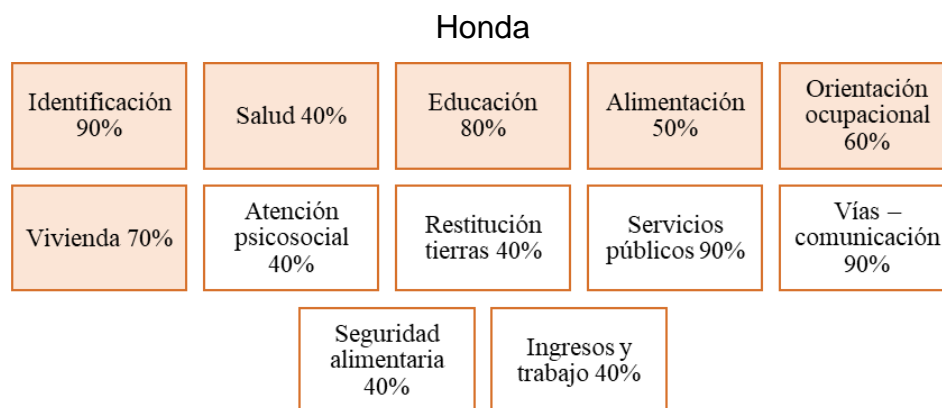 Honda
Identificación
90%
Salud 40%
Educación
80%
Alimentación
50%
Orientación
ocupacional
60%
Vivienda 70%
Atención
psicosocial
40%
Restitución
tierras 40%
Servicios
públicos 90%
Vías –
comunicación
90%
Seguridad
alimentaria
40%
Ingresos y
trabajo 40%